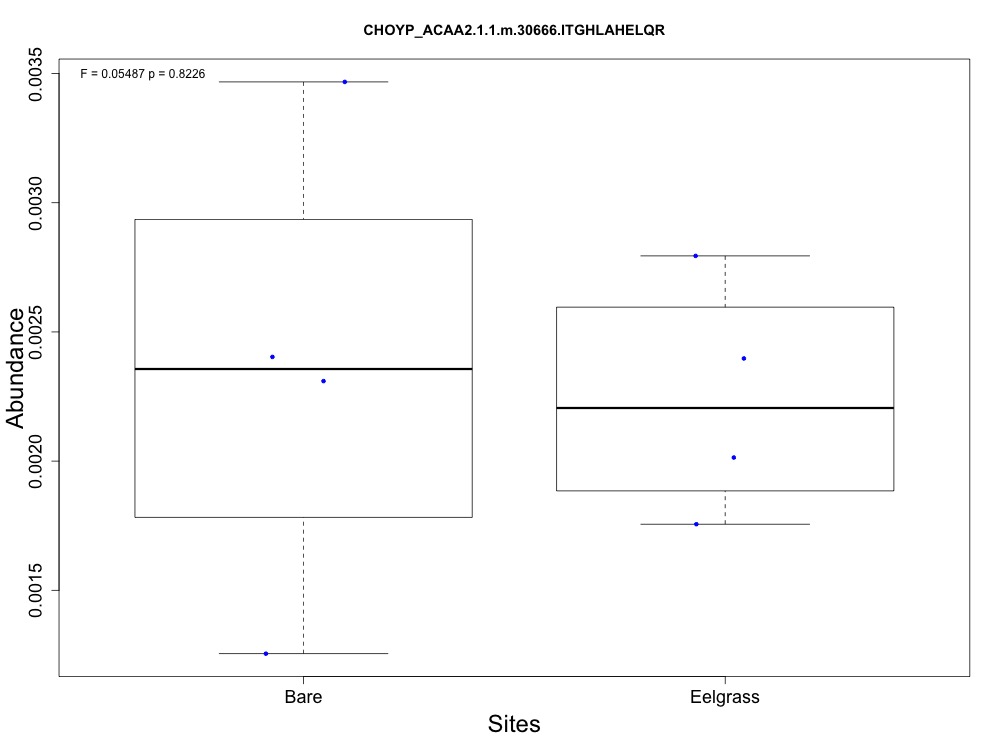 CHOYP_ACAA2.1.1.m.30666.ITGHLAHELQR
F = 0.05487 p = 0.8226
0.0035
0.0030
0.0025
0.0020
0.0015
Abundance
Bare Eelgrass
Sites